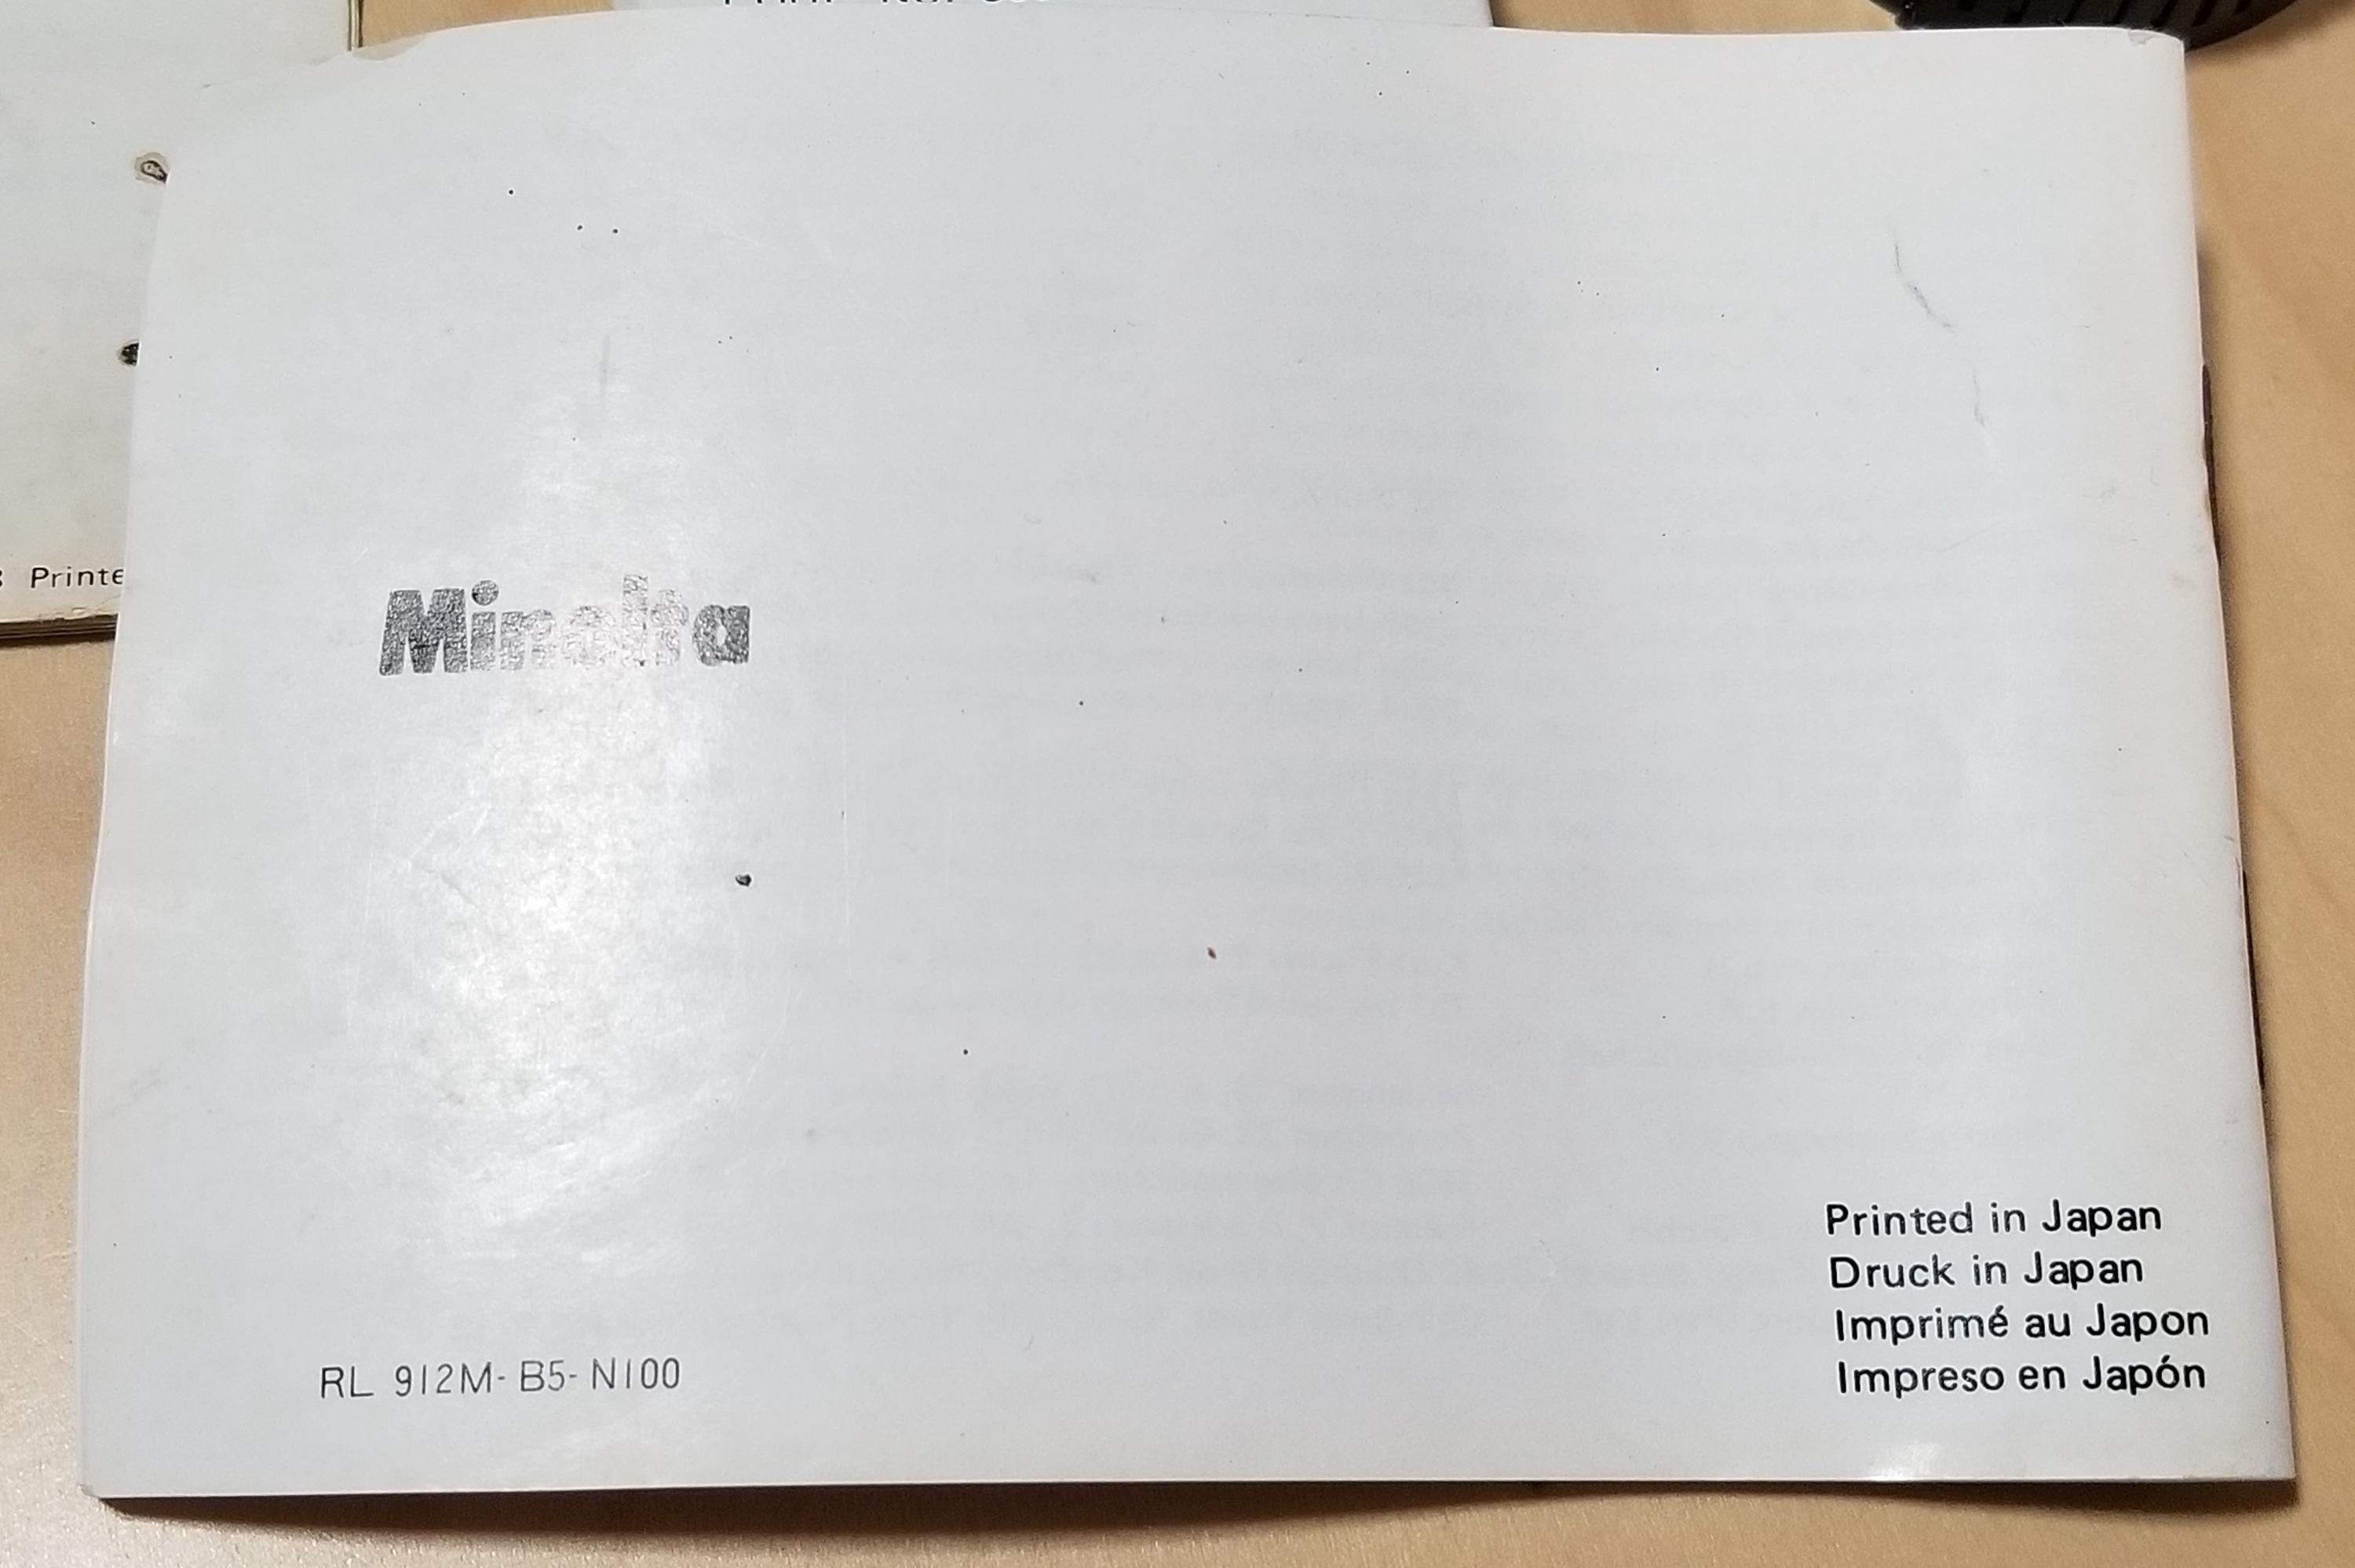 Printe
Minolta
RL 912M-B5-N100
Printed in Japan
Druck in Japan
Imprimé au Japon
Impreso en Japón